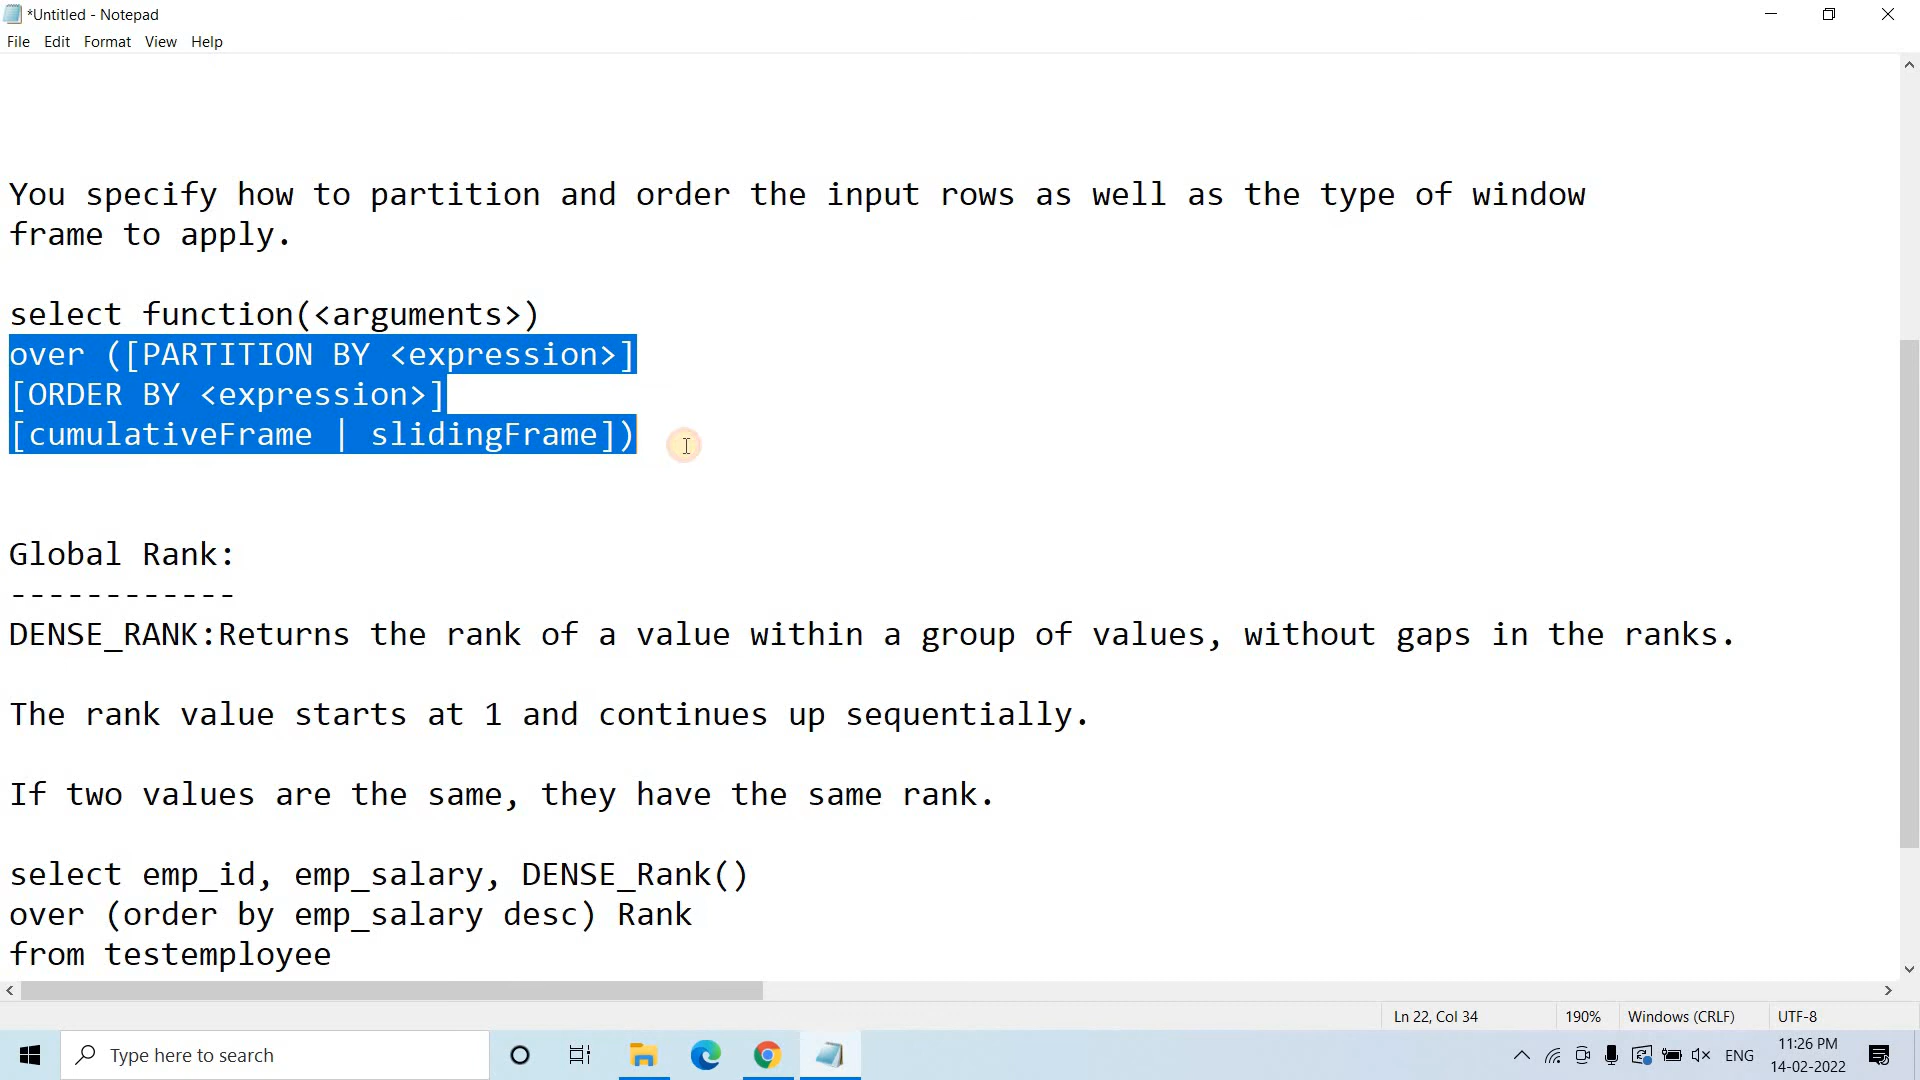 *Untitled - Notepad
File Edit Format View Help
You specify how to partition and order the input rows as well as the type of window
frame to apply.
select function(<arguments>)
over ([PARTITION BY <expression>]
[ORDER BY <expression>]
[cumulativeFrame | slidingFrame])
Global Rank:
------------
DENSE_RANK:Returns the rank of a value within a group of values, without gaps in the ranks.
The rank value starts at 1 and continues up sequentially.
If two values are the same, they have the same rank.
select emp_id, emp_salary, DENSE_Rank()
over (order by emp_salary desc) Rank
from testemployee
Ln 22, Col 34 190% Windows (CRLF) UTF-8
Type here to search
ENG
11:26 PM
14-02-2022